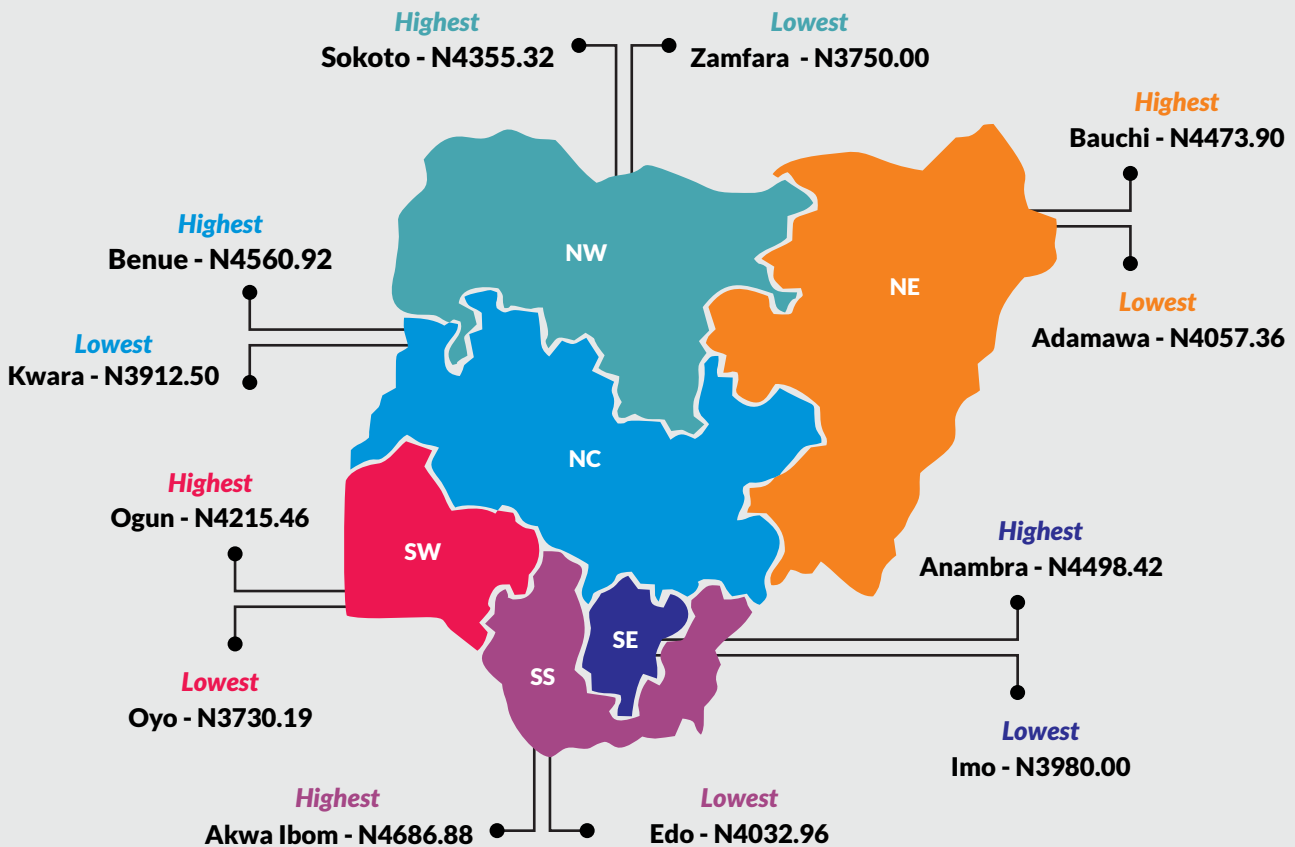 Highest
Sokoto - N4355.32
Lowest
Zamfara - N3750.00
Highest
Bauchi - N4473.90
Lowest
Adamawa - N4057.36
Highest
Benue - N4560.92
Lowest
Kwara - N3912.50
NW
NE
NC
SW
SE
SS
Highest
Ogun - N4215.46
Lowest
Oyo - N3730.19
Highest
Anambra - N4498.42
Lowest
Imo - N3980.00
Highest
Akwa Ibom - N4686.88
Lowest
Edo - N4032.96